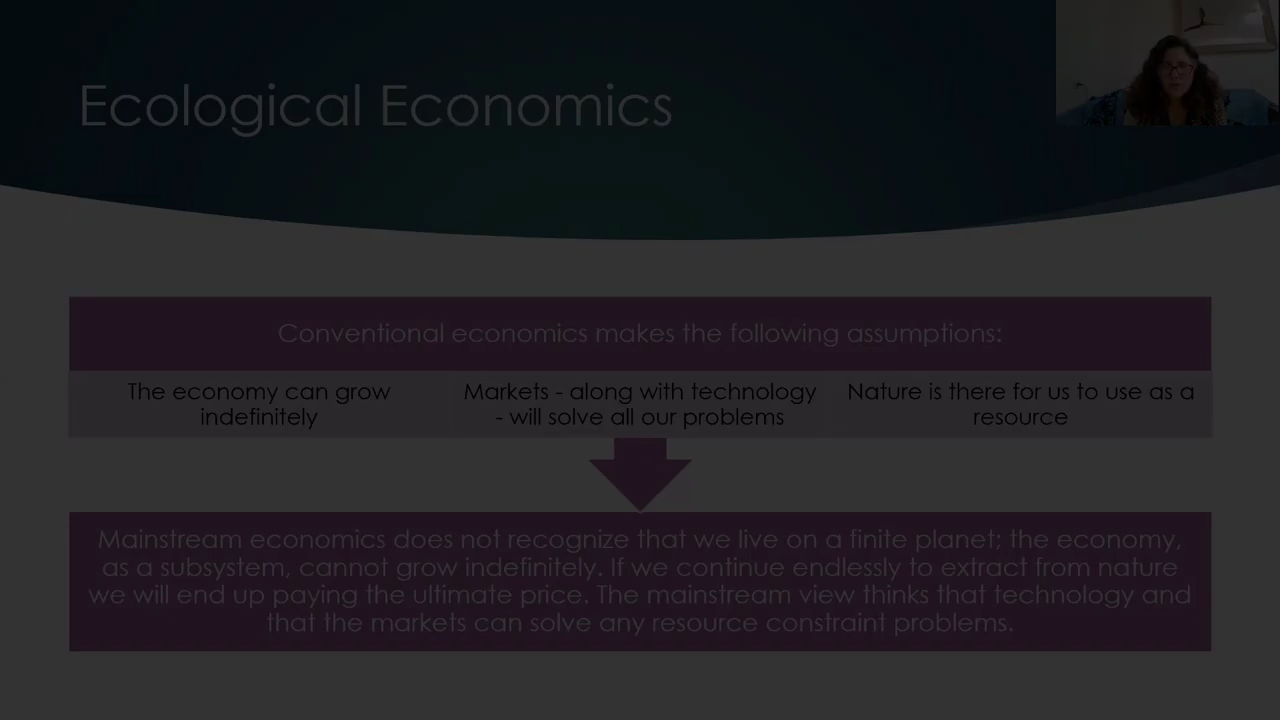 Ecological Economics
Conventional economics makes the following assumptions:
The economy can grow
indefinitely
Markets - along with technology
- will solve all our problems
Nature is there for us to use as a
resource
Mainstream economics does not recognize that we live on a finite planet; the economy,
as a subsystem, cannot grow indefinitely. If we continue endlessly to extract from nature
we will end up paying the ultimate price. The mainstream view thinks that technology and
that the markets can solve any resource constraint problems.